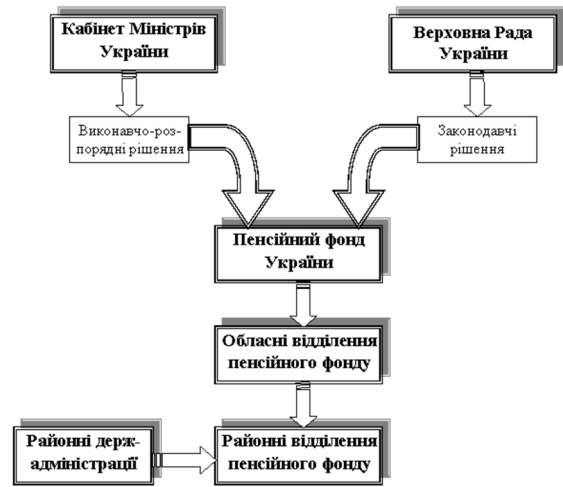 Кабінет Міністрів
України
Верховна Рада
України
Виконавчо-роз-
порядні рішення
Законодавчі
рішення
Пенсійний фонд
України
Обласні відділення
пенсійного фонду
Районні держ-
адміністрації
Районні відділення
пенсійного фонду